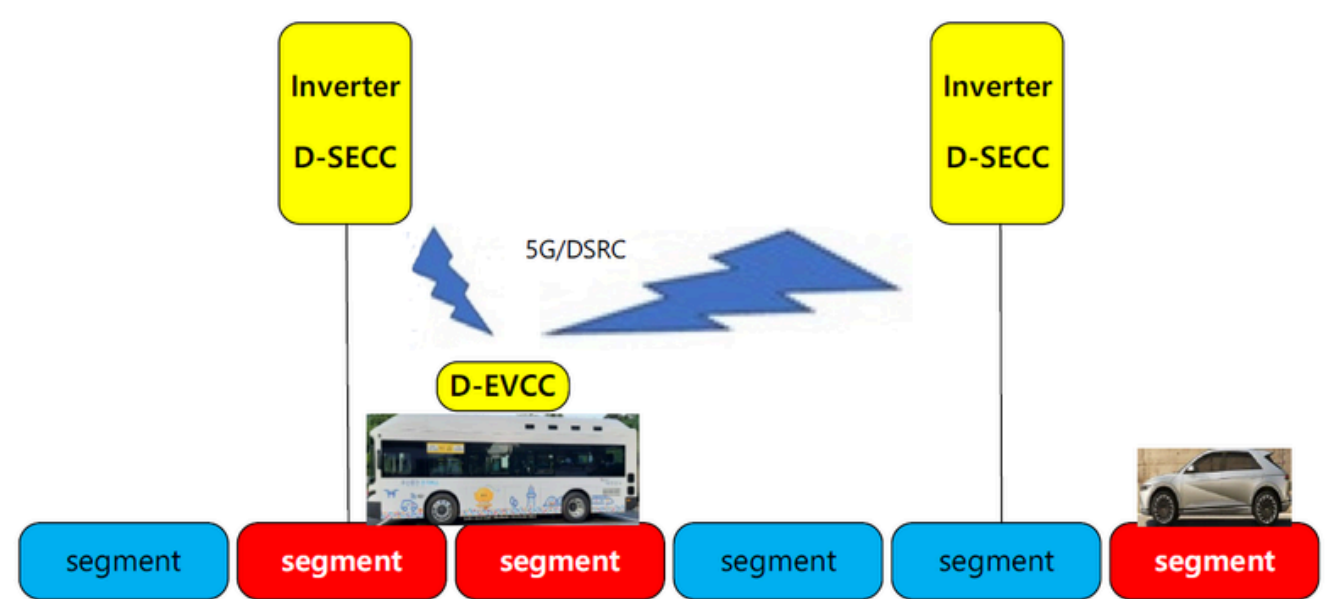 Inverter
D-SECC
Inverter
D-SECC
5G/DSRC
D-EVCC
segment
segment
segment
segment
segment
segment